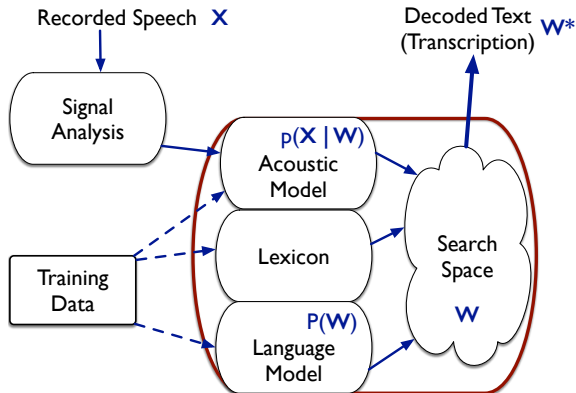 Recorded Speech X
Decoded Text
(Transcription) W*
Signal
Analysis
p(X | W)
Acoustic
Model
Lexicon
Training
Data
Search
Space
W
P(W)
Language
Model